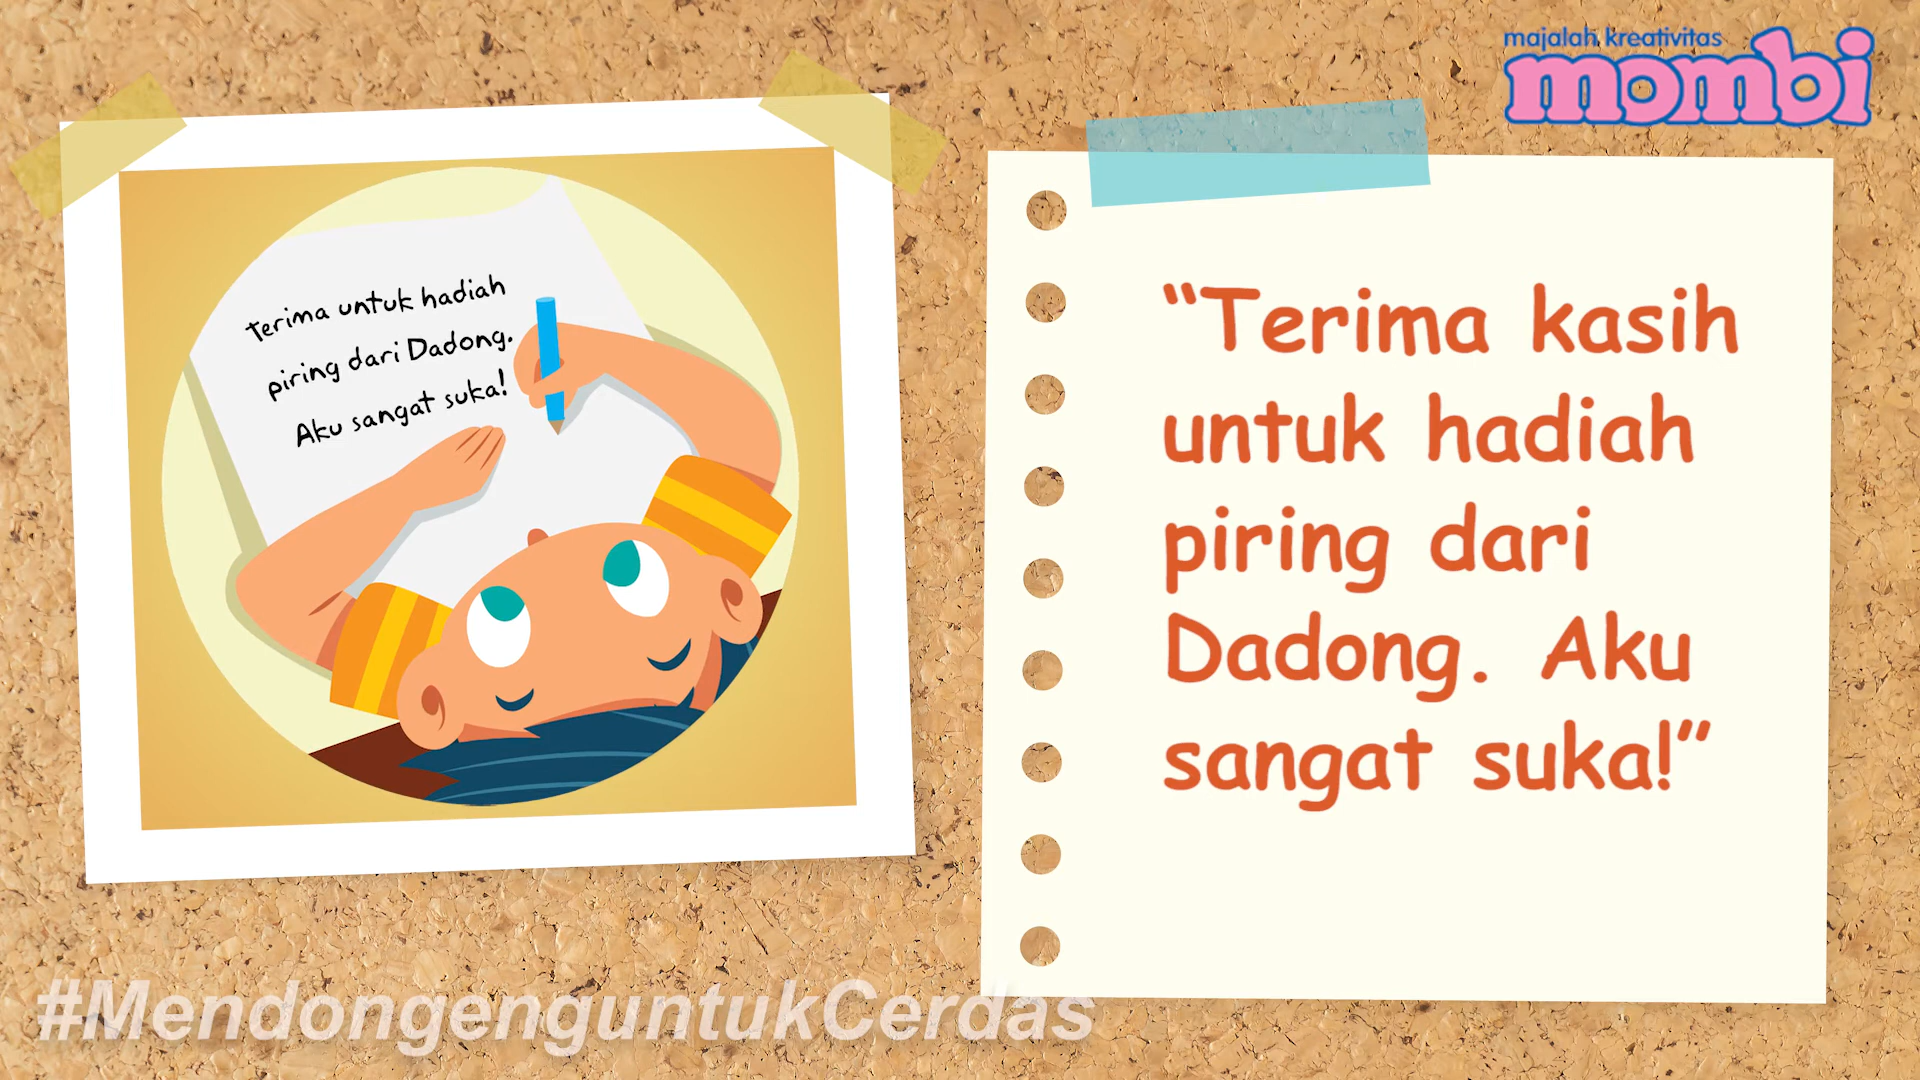 majalah kreativitas
mombi
terima untuk hadiah
piring dari Dadong.
Aku sangat suka!
“Terima kasih
untuk hadiah
piring dari
Dadong. Aku
sangat suka!”
#MendongenguntukCerdas